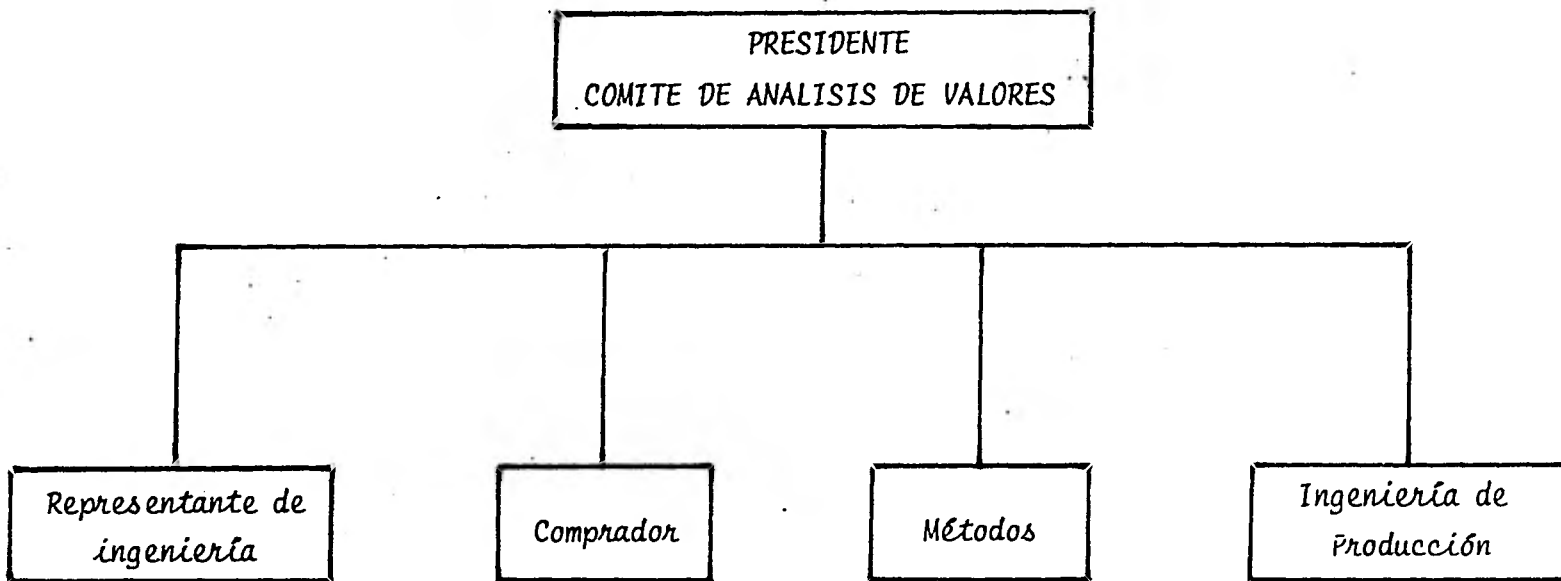 PRESIDENTE
COMITE DE ANALISIS DE VALORES
Representante de
ingeniería
Comprador
Métodos
Ingeniería de
Producción